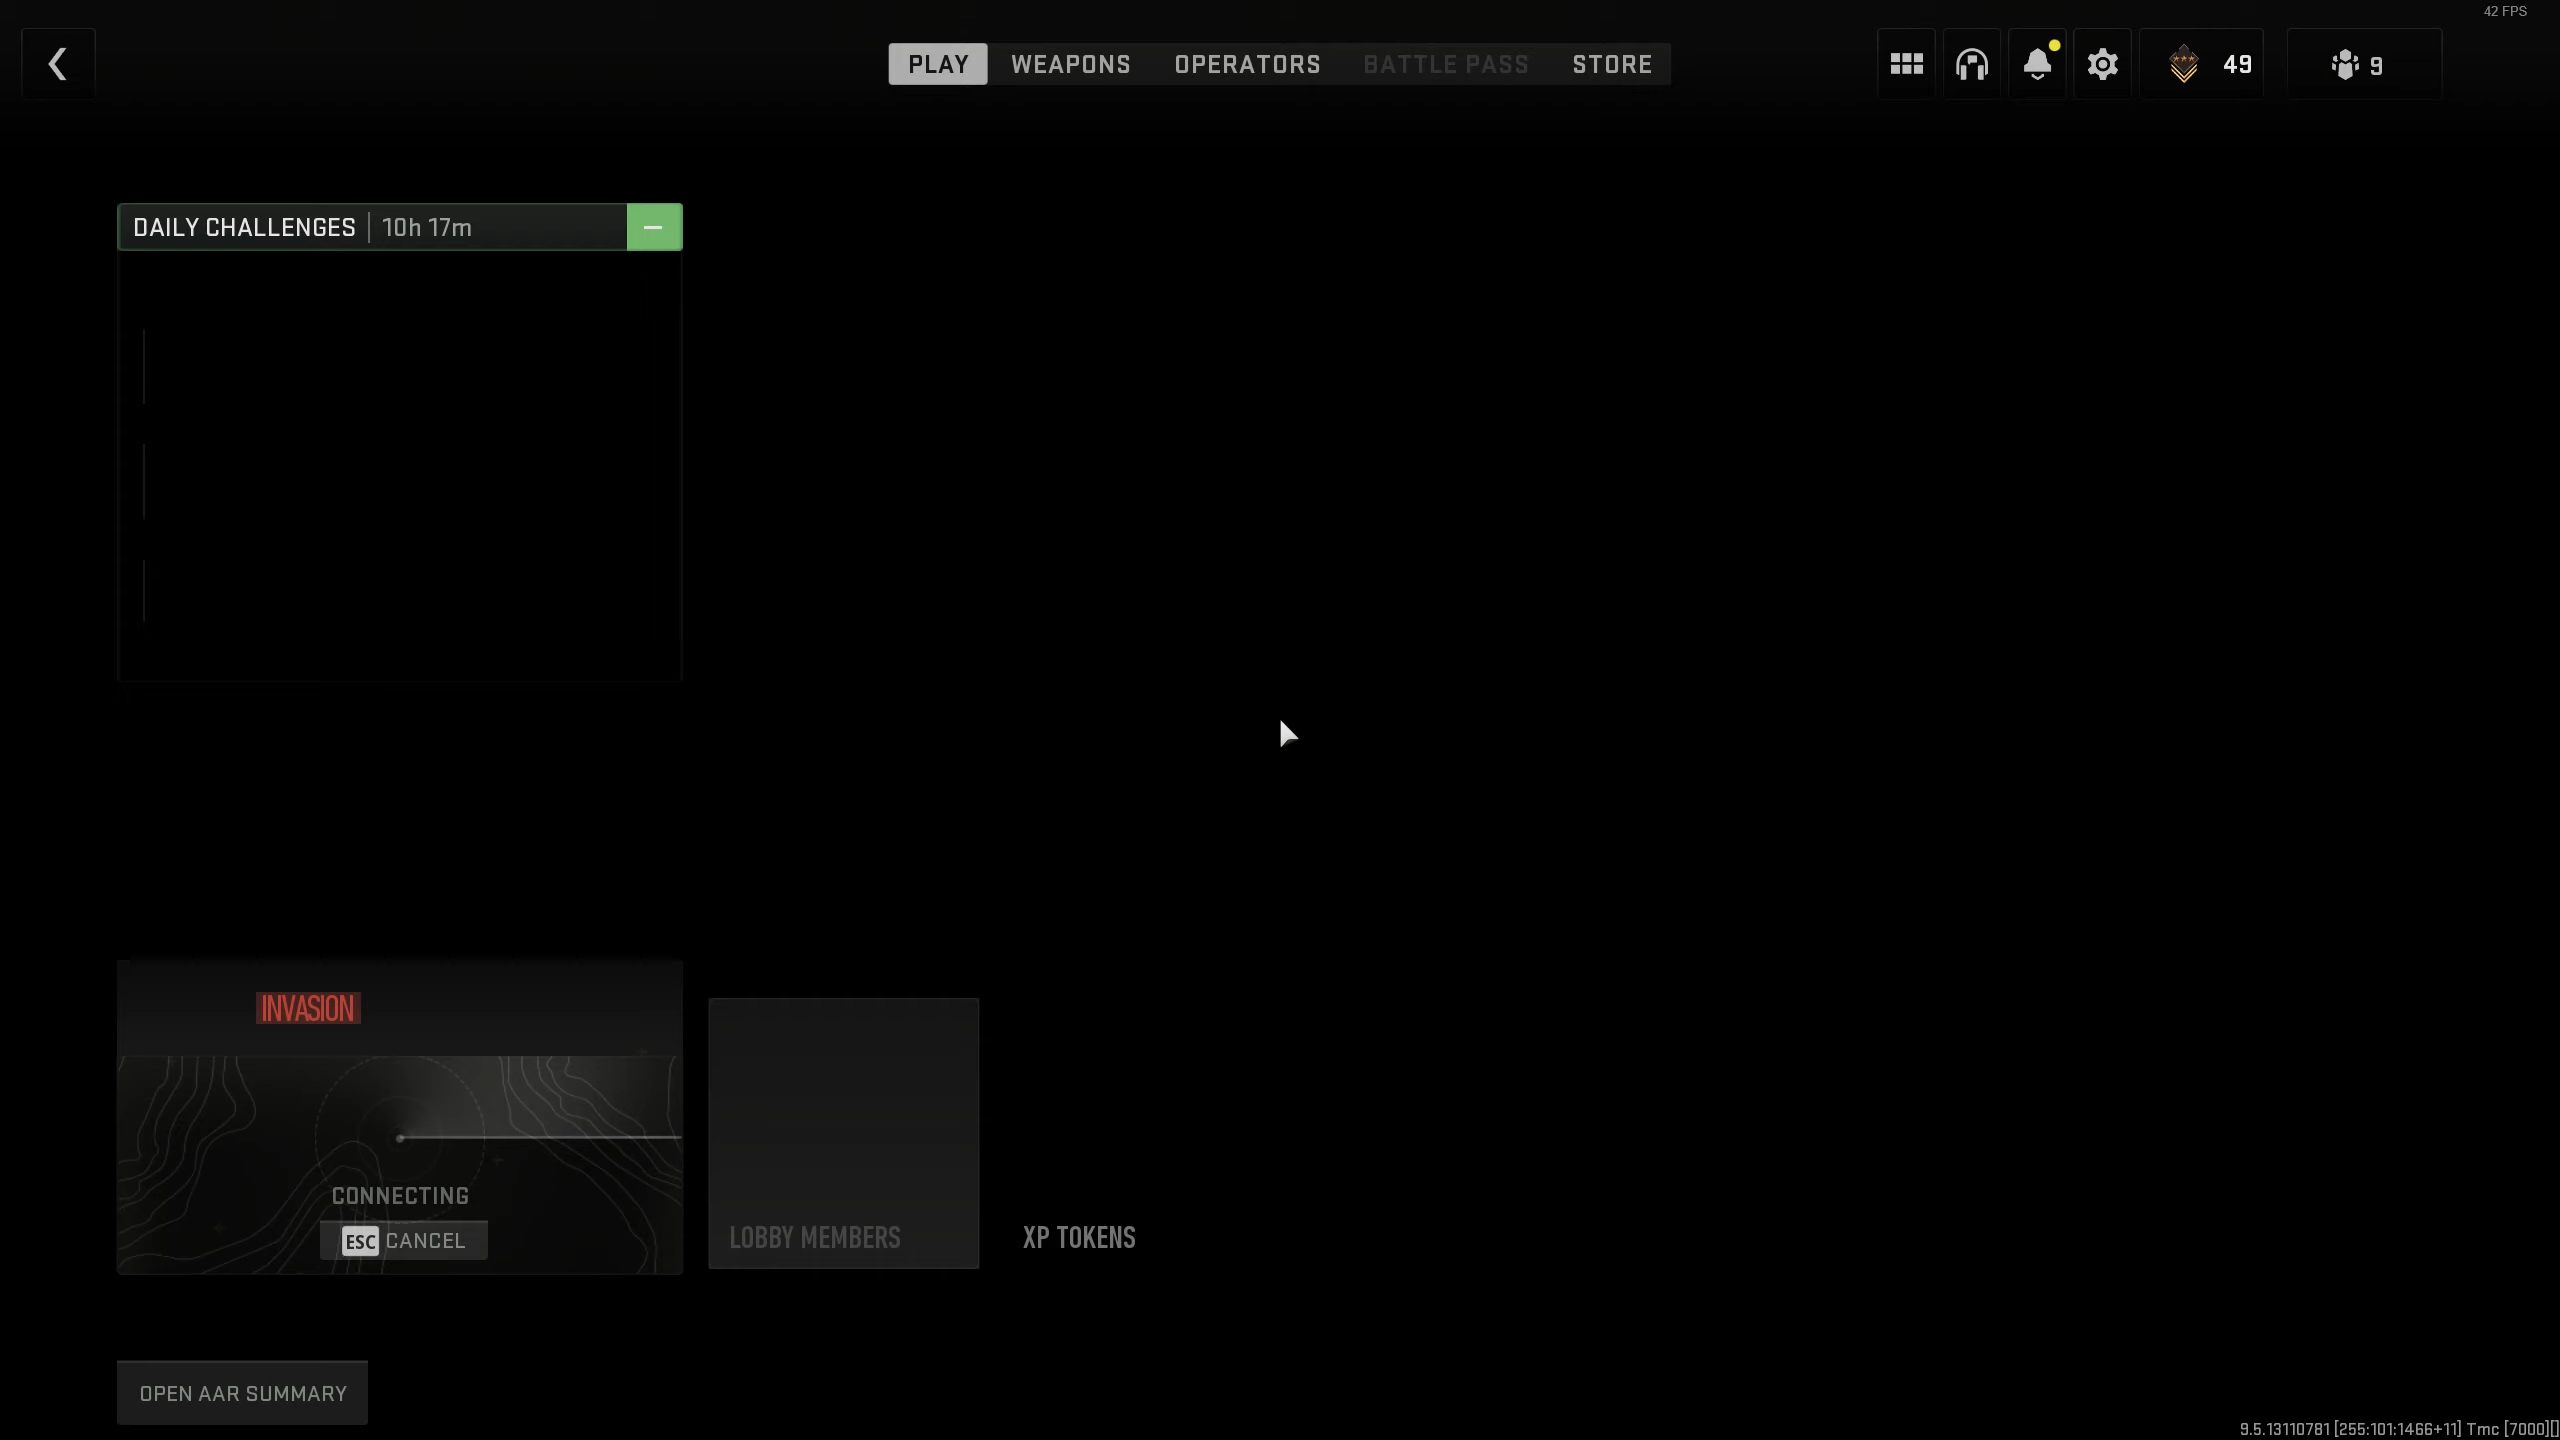 42 FPS
PLAY WEAPONS OPERATORS BATTLE PASS STORE 49 9
DAILY CHALLENGES | 10h 17m
INVASION
CONNECTING
ESC CANCEL
LOBBY MEMBERS
XP TOKENS
OPEN AAR SUMMARY
9.5.13110781 [255:101:1466+11] Tmc [7000][]